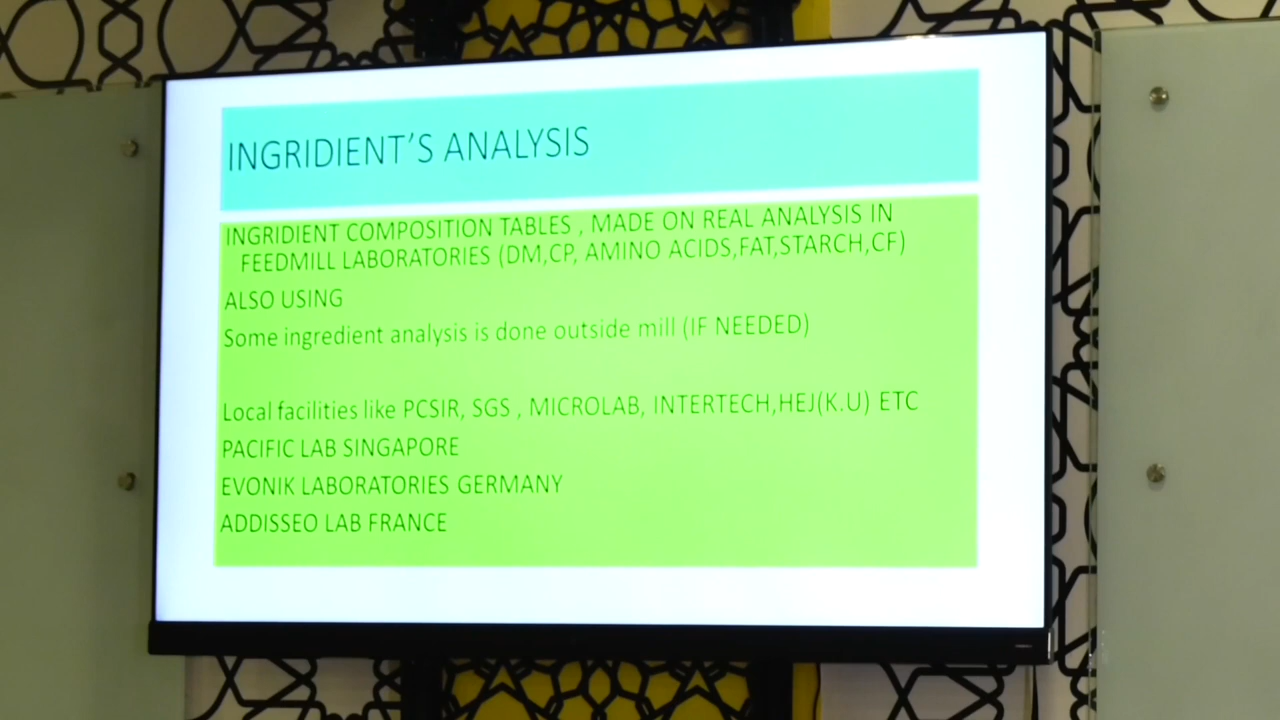 INGRIDIENT'S ANALYSIS
INGRIDIENT COMPOSITION TABLES , MADE ON REAL ANALYSIS IN
FEEDMILL LABORATORIES (DM,CP, AMINO ACIDS,FAT,STARCH,CF)
ALSO USING
Some ingredient analysis is done outside mill (IF NEEDED)
Local facilities like PCSIR, SGS , MICROLAB, INTERTECH,HEJ(K.U) ETC
PACIFIC LAB SINGAPORE
EVONIK LABORATORIES GERMANY
ADDISSEO LAB FRANCE